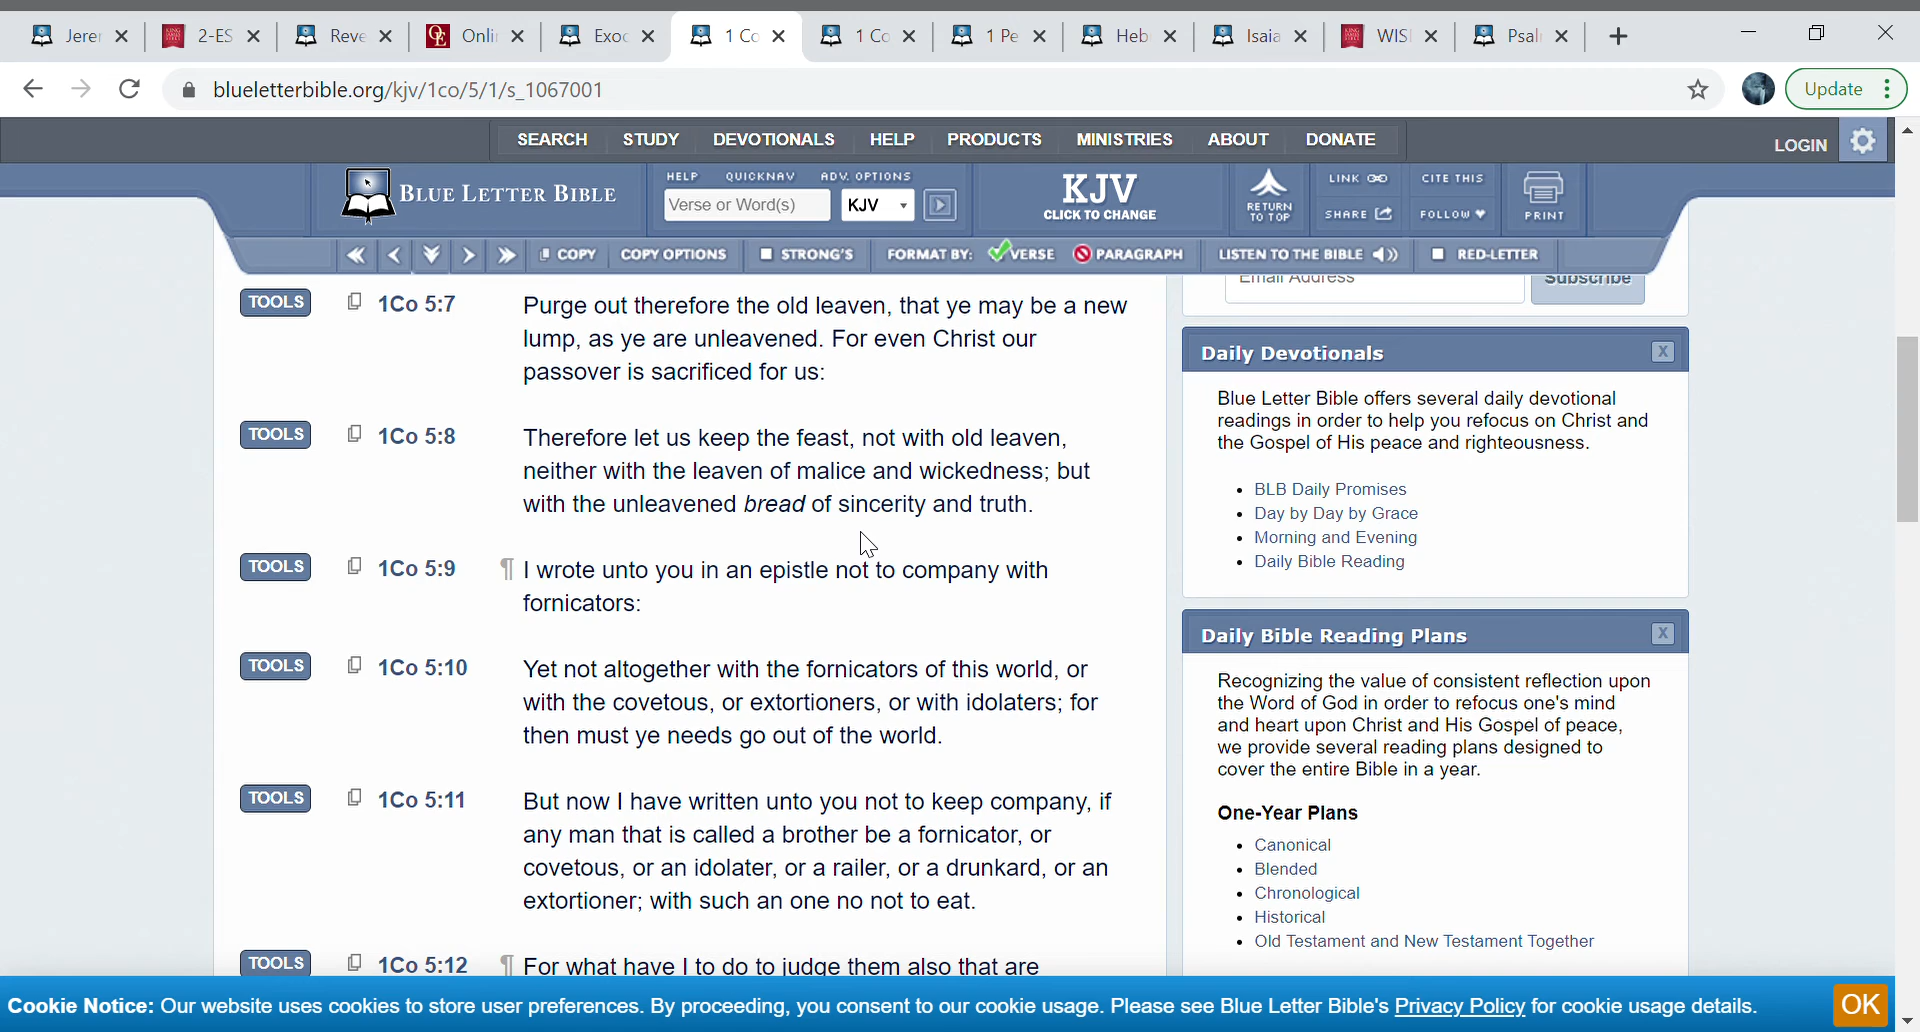 Jerer 2-ES Reve Onlin Exod 1 Co 1 Co 1 Pe Heb Isaia WIS Psal
blueletterbible.org/kjv/1co/5/1/s_1067001
Update
SEARCH STUDY DEVOTIONALS HELP PRODUCTS MINISTRIES ABOUT DONATE
LOGIN
BLUE LETTER BIBLE
HELP QUICKNAV ADV. OPTIONS
Verse or Word(s) KJV
KJV
CLICK TO CHANGE
RETURN
TO TOP
LINK CITE THIS
SHARE FOLLOW
PRINT
COPY COPY OPTIONS STRONG'S FORMAT BY: VERSE PARAGRAPH LISTEN TO THE BIBLE RED-LETTER
TOOLS 1Co 5:7 Purge out therefore the old leaven, that ye may be a new
lump, as ye are unleavened. For even Christ our
passover is sacrificed for us:
TOOLS 1Co 5:8 Therefore let us keep the feast, not with old leaven,
neither with the leaven of malice and wickedness; but
with the unleavened bread of sincerity and truth.
TOOLS 1Co 5:9 ¶ I wrote unto you in an epistle not to company with
fornicators:
TOOLS 1Co 5:10 Yet not altogether with the fornicators of this world, or
with the covetous, or extortioners, or with idolaters; for
then must ye needs go out of the world.
TOOLS 1Co 5:11 But now I have written unto you not to keep company, if
any man that is called a brother be a fornicator, or
covetous, or an idolater, or a railer, or a drunkard, or an
extortioner; with such an one no not to eat.
TOOLS 1Co 5:12 ¶ For what have I to do to judge them also that are
Email Address Subscribe
Daily Devotionals X
Blue Letter Bible offers several daily devotional
readings in order to help you refocus on Christ and
the Gospel of His peace and righteousness.
• BLB Daily Promises
• Day by Day by Grace
• Morning and Evening
• Daily Bible Reading
Daily Bible Reading Plans X
Recognizing the value of consistent reflection upon
the Word of God in order to refocus one's mind
and heart upon Christ and His Gospel of peace,
we provide several reading plans designed to
cover the entire Bible in a year.
One-Year Plans
• Canonical
• Blended
• Chronological
• Historical
• Old Testament and New Testament Together
Cookie Notice: Our website uses cookies to store user preferences. By proceeding, you consent to our cookie usage. Please see Blue Letter Bible's Privacy Policy for cookie usage details. OK